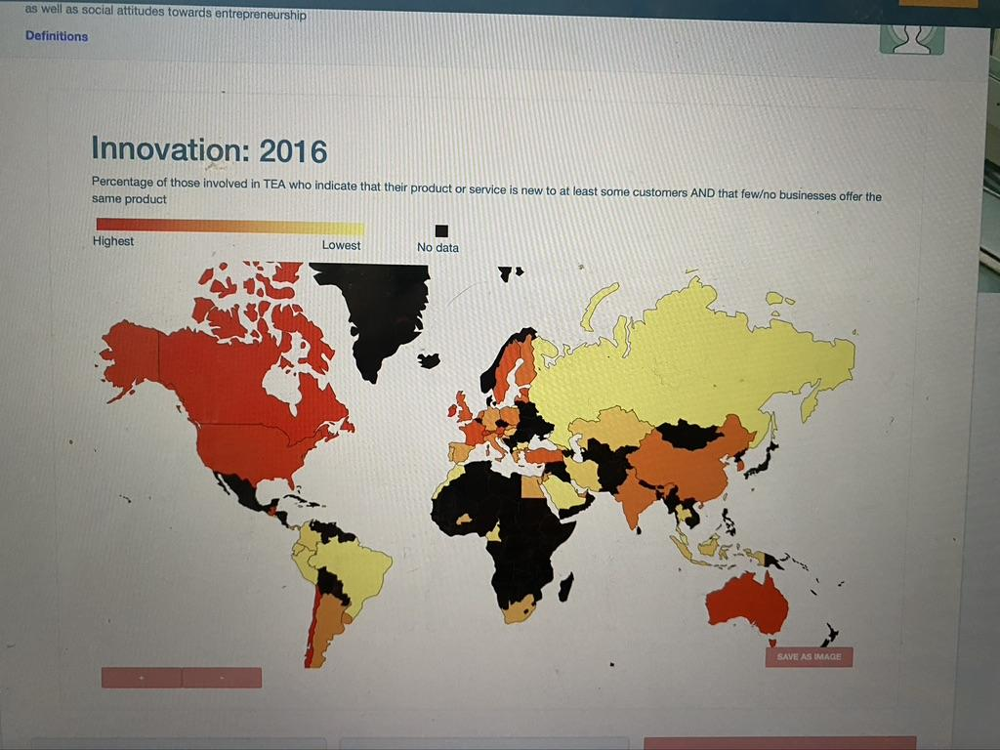 as well as social attitudes towards entrepreneurship
Definitions
Innovation: 2016
Percentage of those involved in TEA who indicate that their product or service is new to at least some customers AND that few/no businesses offer the
same product
Highest
Lowest
No data
SAVE AS IMAGE
+ -